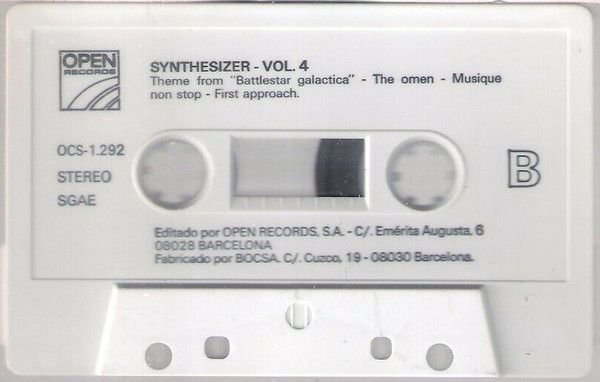 OPEN
RECORDS
SYNTHESIZER - VOL. 4
Theme from "Battlestar galactica" - The omen - Musique
non stop - First approach.
OCS-1.292
STEREO
SGAE
B
Editado por OPEN RECORDS, S.A. - C/. Emérita Augusta, 6
08028 BARCELONA
Fabricado por BOCSA. C/. Cuzco, 19 - 08030 Barcelona.